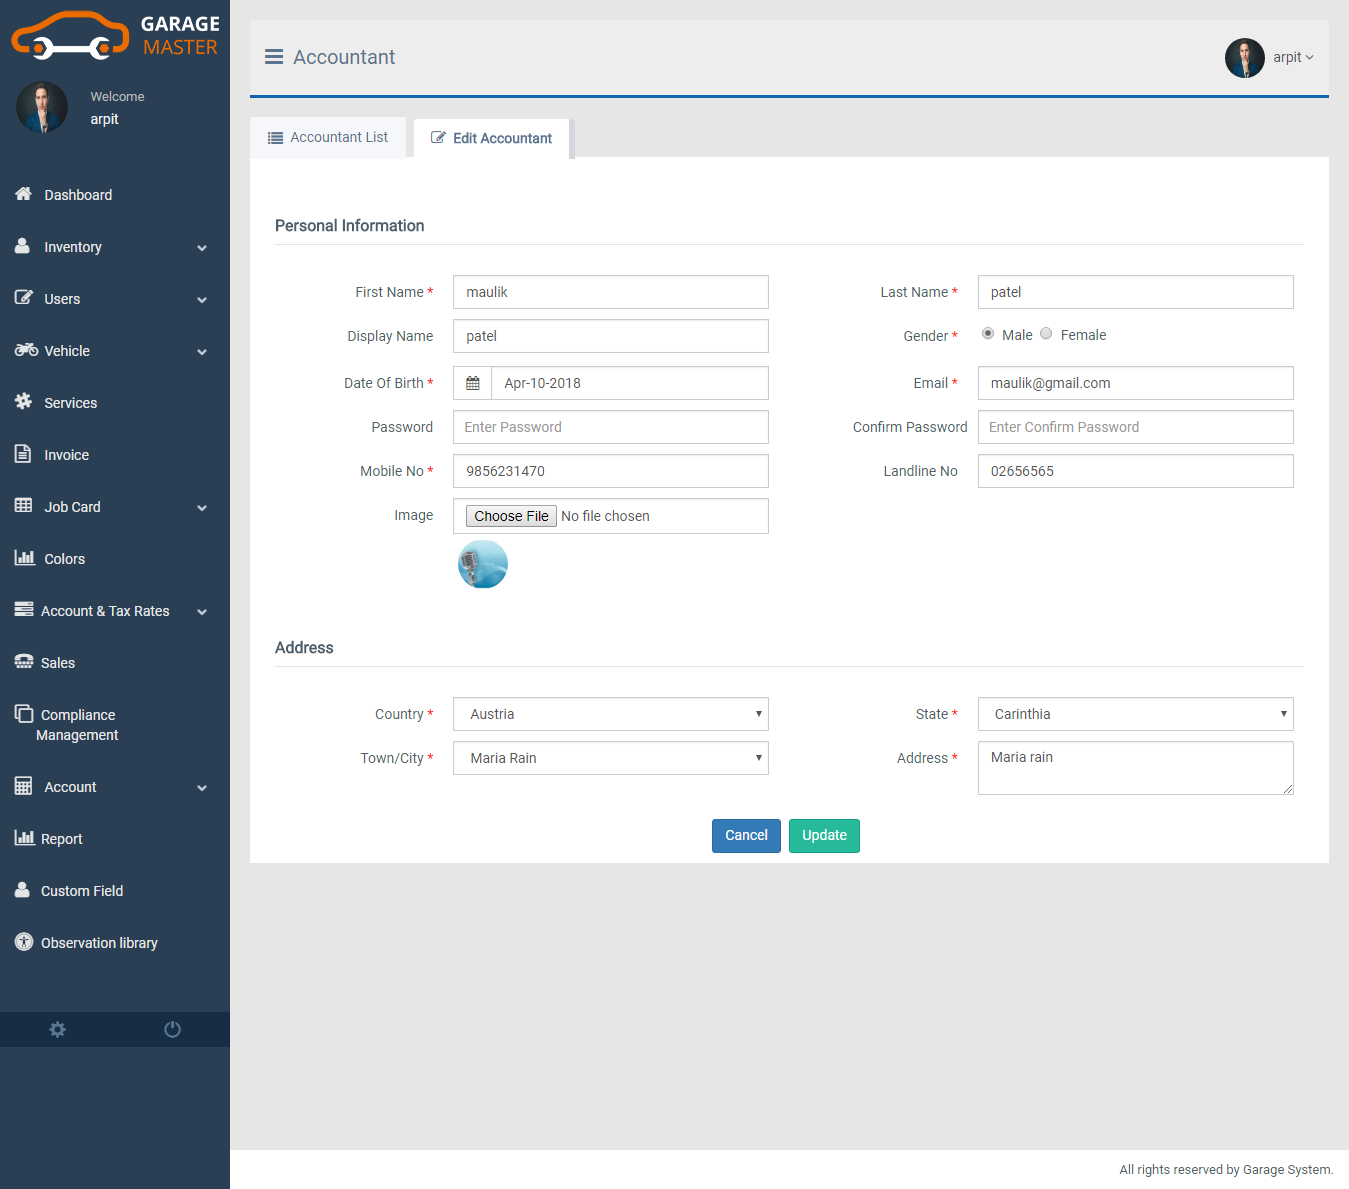 GARAGE
MASTER
Welcome
arpit
Dashboard
Inventory
Users
Vehicle
Services
Invoice
Job Card
Colors
Account & Tax Rates
Sales
Compliance
Management
Account
Report
Custom Field
Observation library
Accountant
arpit
Accountant List
Edit Accountant
Personal Information
First Name * maulik
Last Name * patel
Display Name patel
Gender * Male Female
Date Of Birth * Apr-10-2018
Email * maulik@gmail.com
Password Enter Password
Confirm Password Enter Confirm Password
Mobile No * 9856231470
Landline No 02656565
Image Choose File No file chosen
Address
Country * Austria
State * Carinthia
Town/City * Maria Rain
Address * Maria rain
Cancel Update
All rights reserved by Garage System.